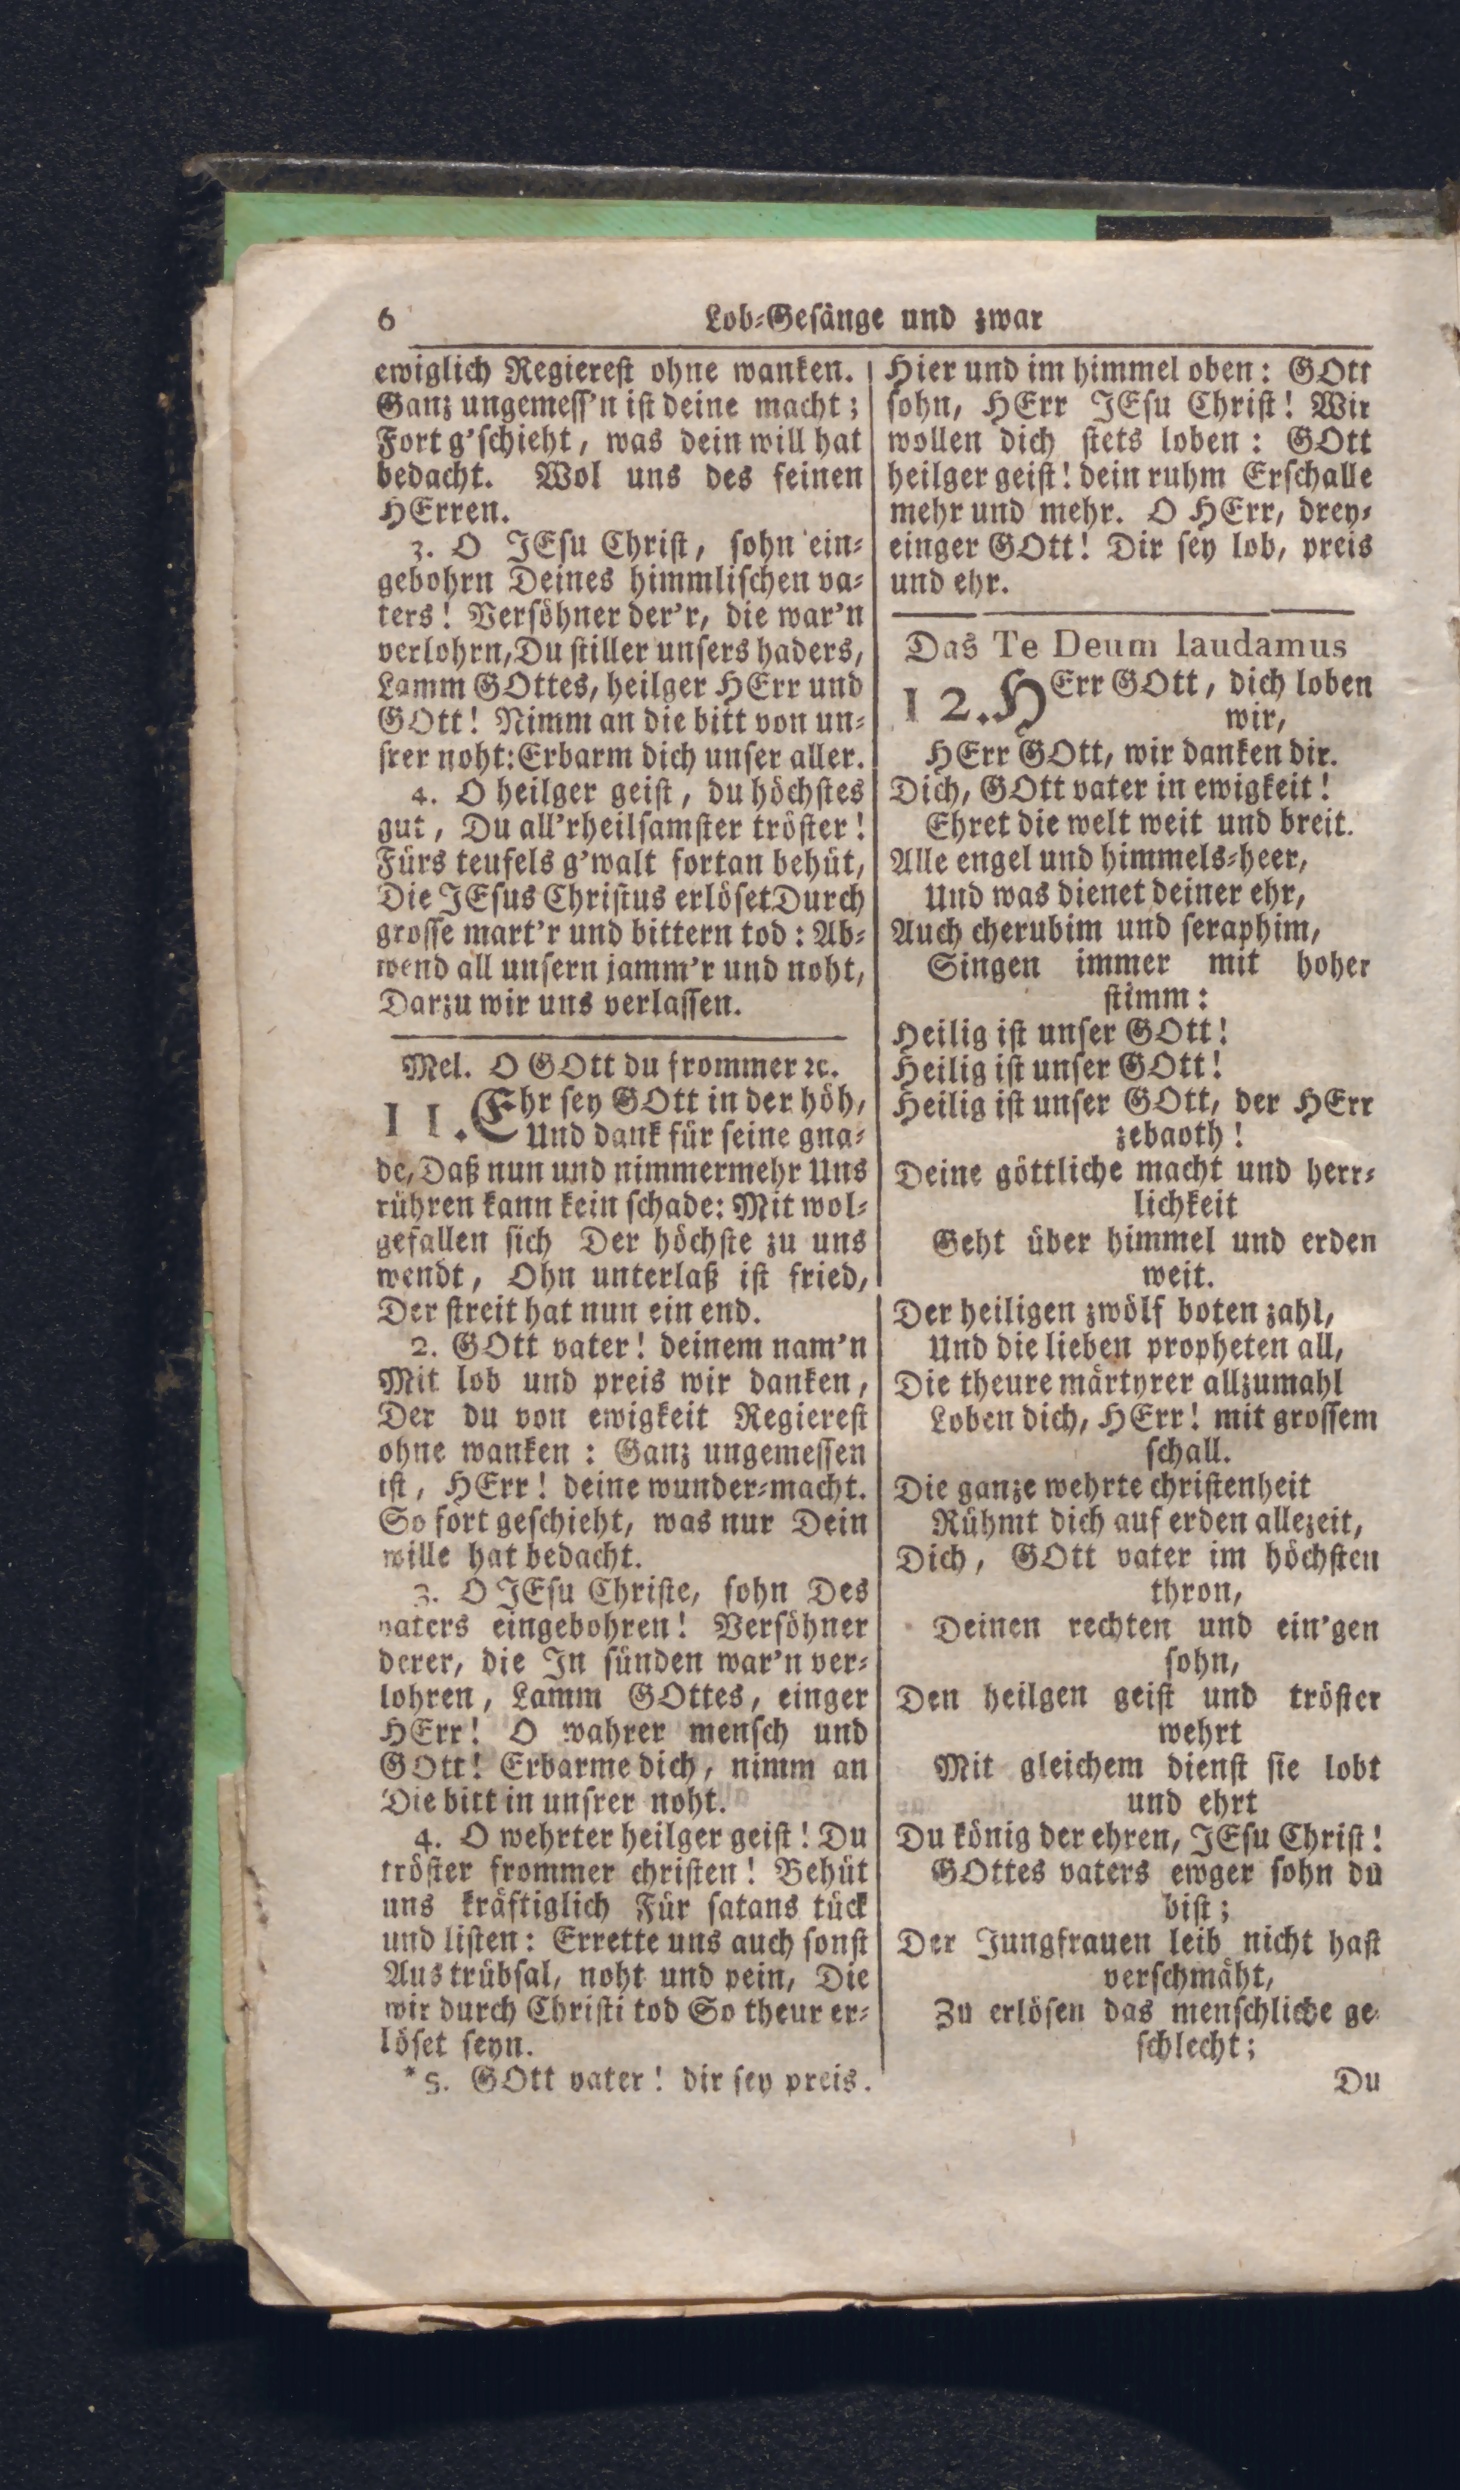 6 Lob-Gesänge und zwar
ewiglich Regierest ohne wanken.
Ganz ungemess'n ist deine macht;
Fort g'schieht, was dein will hat
bedacht. Wol uns des feinen
HErren.
3. O JEsu Christ, sohn ein-
gebohrn Deines himmlischen va-
ters! Versöhner der'r, die war'n
verlohrn, Du stiller unsers haders,
Lamm GOttes, heilger HErr und
GOtt! Nimm an die bitt von un-
srer noht: Erbarm dich unser aller.
4. O heilger geist, du höchstes
gut, Du all'rheilsamster tröster!
Fürs teufels g'walt fortan behüt,
Die JEsus Christus erlöset Durch
grosse mart'r und bittern tod: Ab-
wend all unsern jamm'r und noht,
Darzu wir uns verlassen.
Mel. O GOtt du frommer ꝛc.
11. Ehr sey GOtt in der höh,
Und dank für seine gna-
de, Daß nun und nimmermehr Uns
rühren kann kein schade: Mit wol-
gefallen sich Der höchste zu uns
wendt, Ohn unterlaß ist fried,
Der streit hat nun ein end.
2. GOtt vater! deinem nam'n
Mit lob und preis wir danken,
Der du von ewigkeit Regierest
ohne wanken: Ganz ungemessen
ist, HErr! deine wunder-macht.
So fort geschieht, was nur Dein
wille hat bedacht.
3. O JEsu Christe, sohn Des
vaters eingebohren! Versöhner
derer, die In sünden war'n ver-
lohren, Lamm GOttes, einger
HErr! O wahrer mensch und
GOtt! Erbarme dich, nimm an
Die bitt in unsrer noht.
4. O wehrter heilger geist! Du
tröster frommer christen! Behüt
uns kräftiglich Für satans tück
und listen: Errette uns auch sonst
Aus trübsal, noht und pein, Die
wir durch Christi tod So theur er-
löset seyn.
* 5. GOtt vater! dir sey preis.
Hier und im himmel oben: GOtt
sohn, HErr JEsu Christ! Wir
wollen dich stets loben: GOtt
heilger geist! dein ruhm Erschalle
mehr und mehr. O HErr, drey-
einger GOtt! Dir sey lob, preis
und ehr.
Das Te Deum laudamus
12. HErr GOtt, dich loben
wir,
HErr GOtt, wir danken dir.
Dich, GOtt vater in ewigkeit!
Ehret die welt weit und breit.
Alle engel und himmels-heer,
Und was dienet deiner ehr,
Auch cherubim und seraphim,
Singen immer mit hoher
stimm:
Heilig ist unser GOtt!
Heilig ist unser GOtt!
Heilig ist unser GOtt, der HErr
zebaoth!
Deine göttliche macht und herr-
lichkeit
Geht über himmel und erden
weit.
Der heiligen zwölf boten zahl,
Und die lieben propheten all,
Die theure märtyrer allzumahl
Loben dich, HErr! mit grossem
schall.
Die ganze wehrte christenheit
Rühmt dich auf erden allezeit,
Dich, GOtt vater im höchsten
thron,
Deinen rechten und ein'gen
sohn,
Den heilgen geist und tröster
wehrt
Mit gleichem dienst sie lobt
und ehrt
Du könig der ehren, JEsu Christ!
GOttes vaters ewger sohn du
bist;
Der Jungfrauen leib nicht hast
verschmäht,
Zu erlösen das menschliche ge-
schlecht;
Du